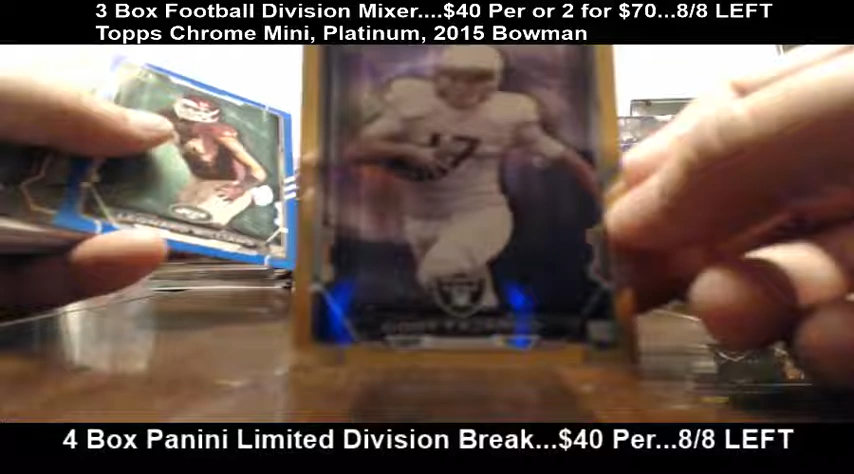 3 Box Football Division Mixer....$40 Per or 2 for $70...8/8 LEFT
Topps Chrome Mini, Platinum, 2015 Bowman
17
4 Box Panini Limited Division Break...$40 Per...8/8 LEFT